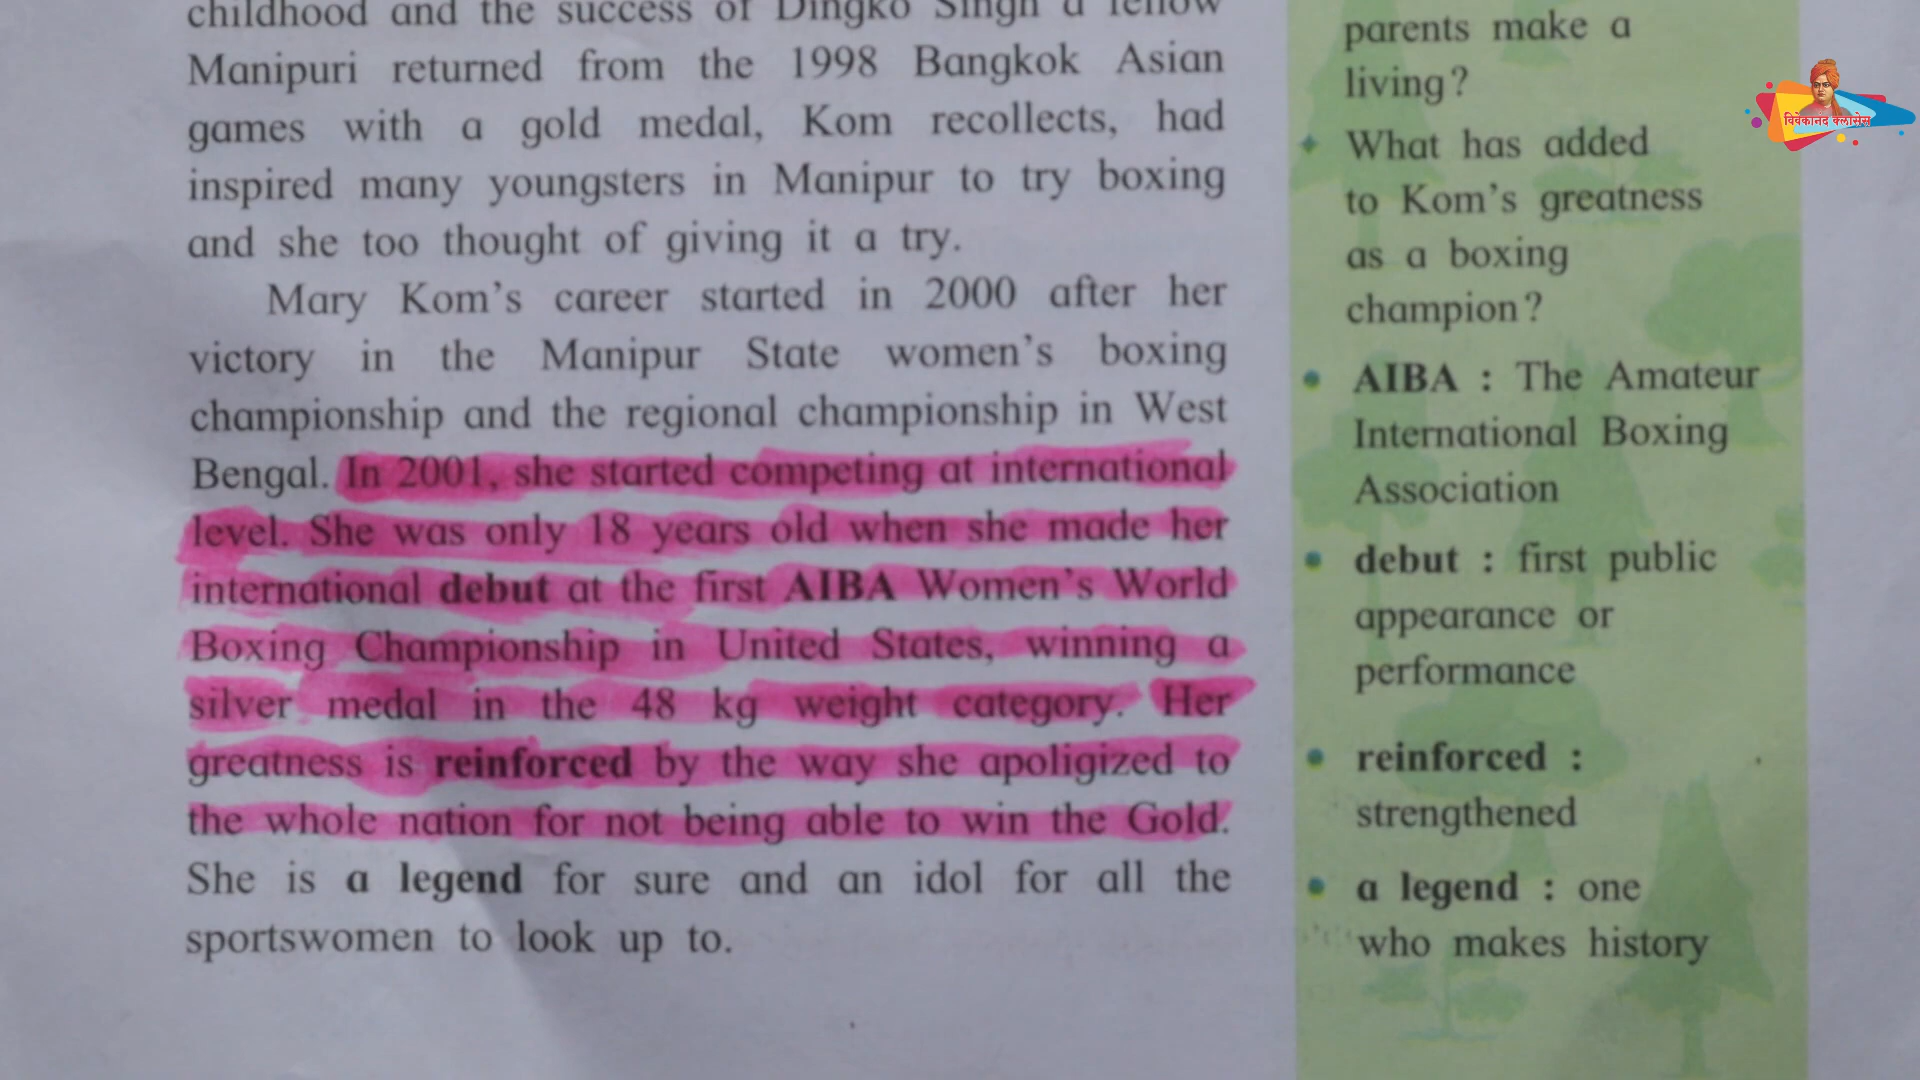 childhood and the success of Dingko Singh a fellow
Manipuri returned from the 1998 Bangkok Asian
games with a gold medal, Kom recollects, had
inspired many youngsters in Manipur to try boxing
and she too thought of giving it a try.
Mary Kom's career started in 2000 after her
victory in the Manipur State women's boxing
championship and the regional championship in West
Bengal. In 2001, she started competing at international
level. She was only 18 years old when she made her
international debut at the first AIBA Women's World
Boxing Championship in United States, winning a
silver medal in the 48 kg weight category. Her
greatness is reinforced by the way she apoligized to
the whole nation for not being able to win the Gold.
She is a legend for sure and an idol for all the
sportswomen to look up to.
parents make a
living?
What has added
to Kom's greatness
as a boxing
champion?
AIBA : The Amateur
International Boxing
Association
debut : first public
appearance or
performance
reinforced :
strengthened
a legend : one
who makes history
विवेकानंद क्लासेस